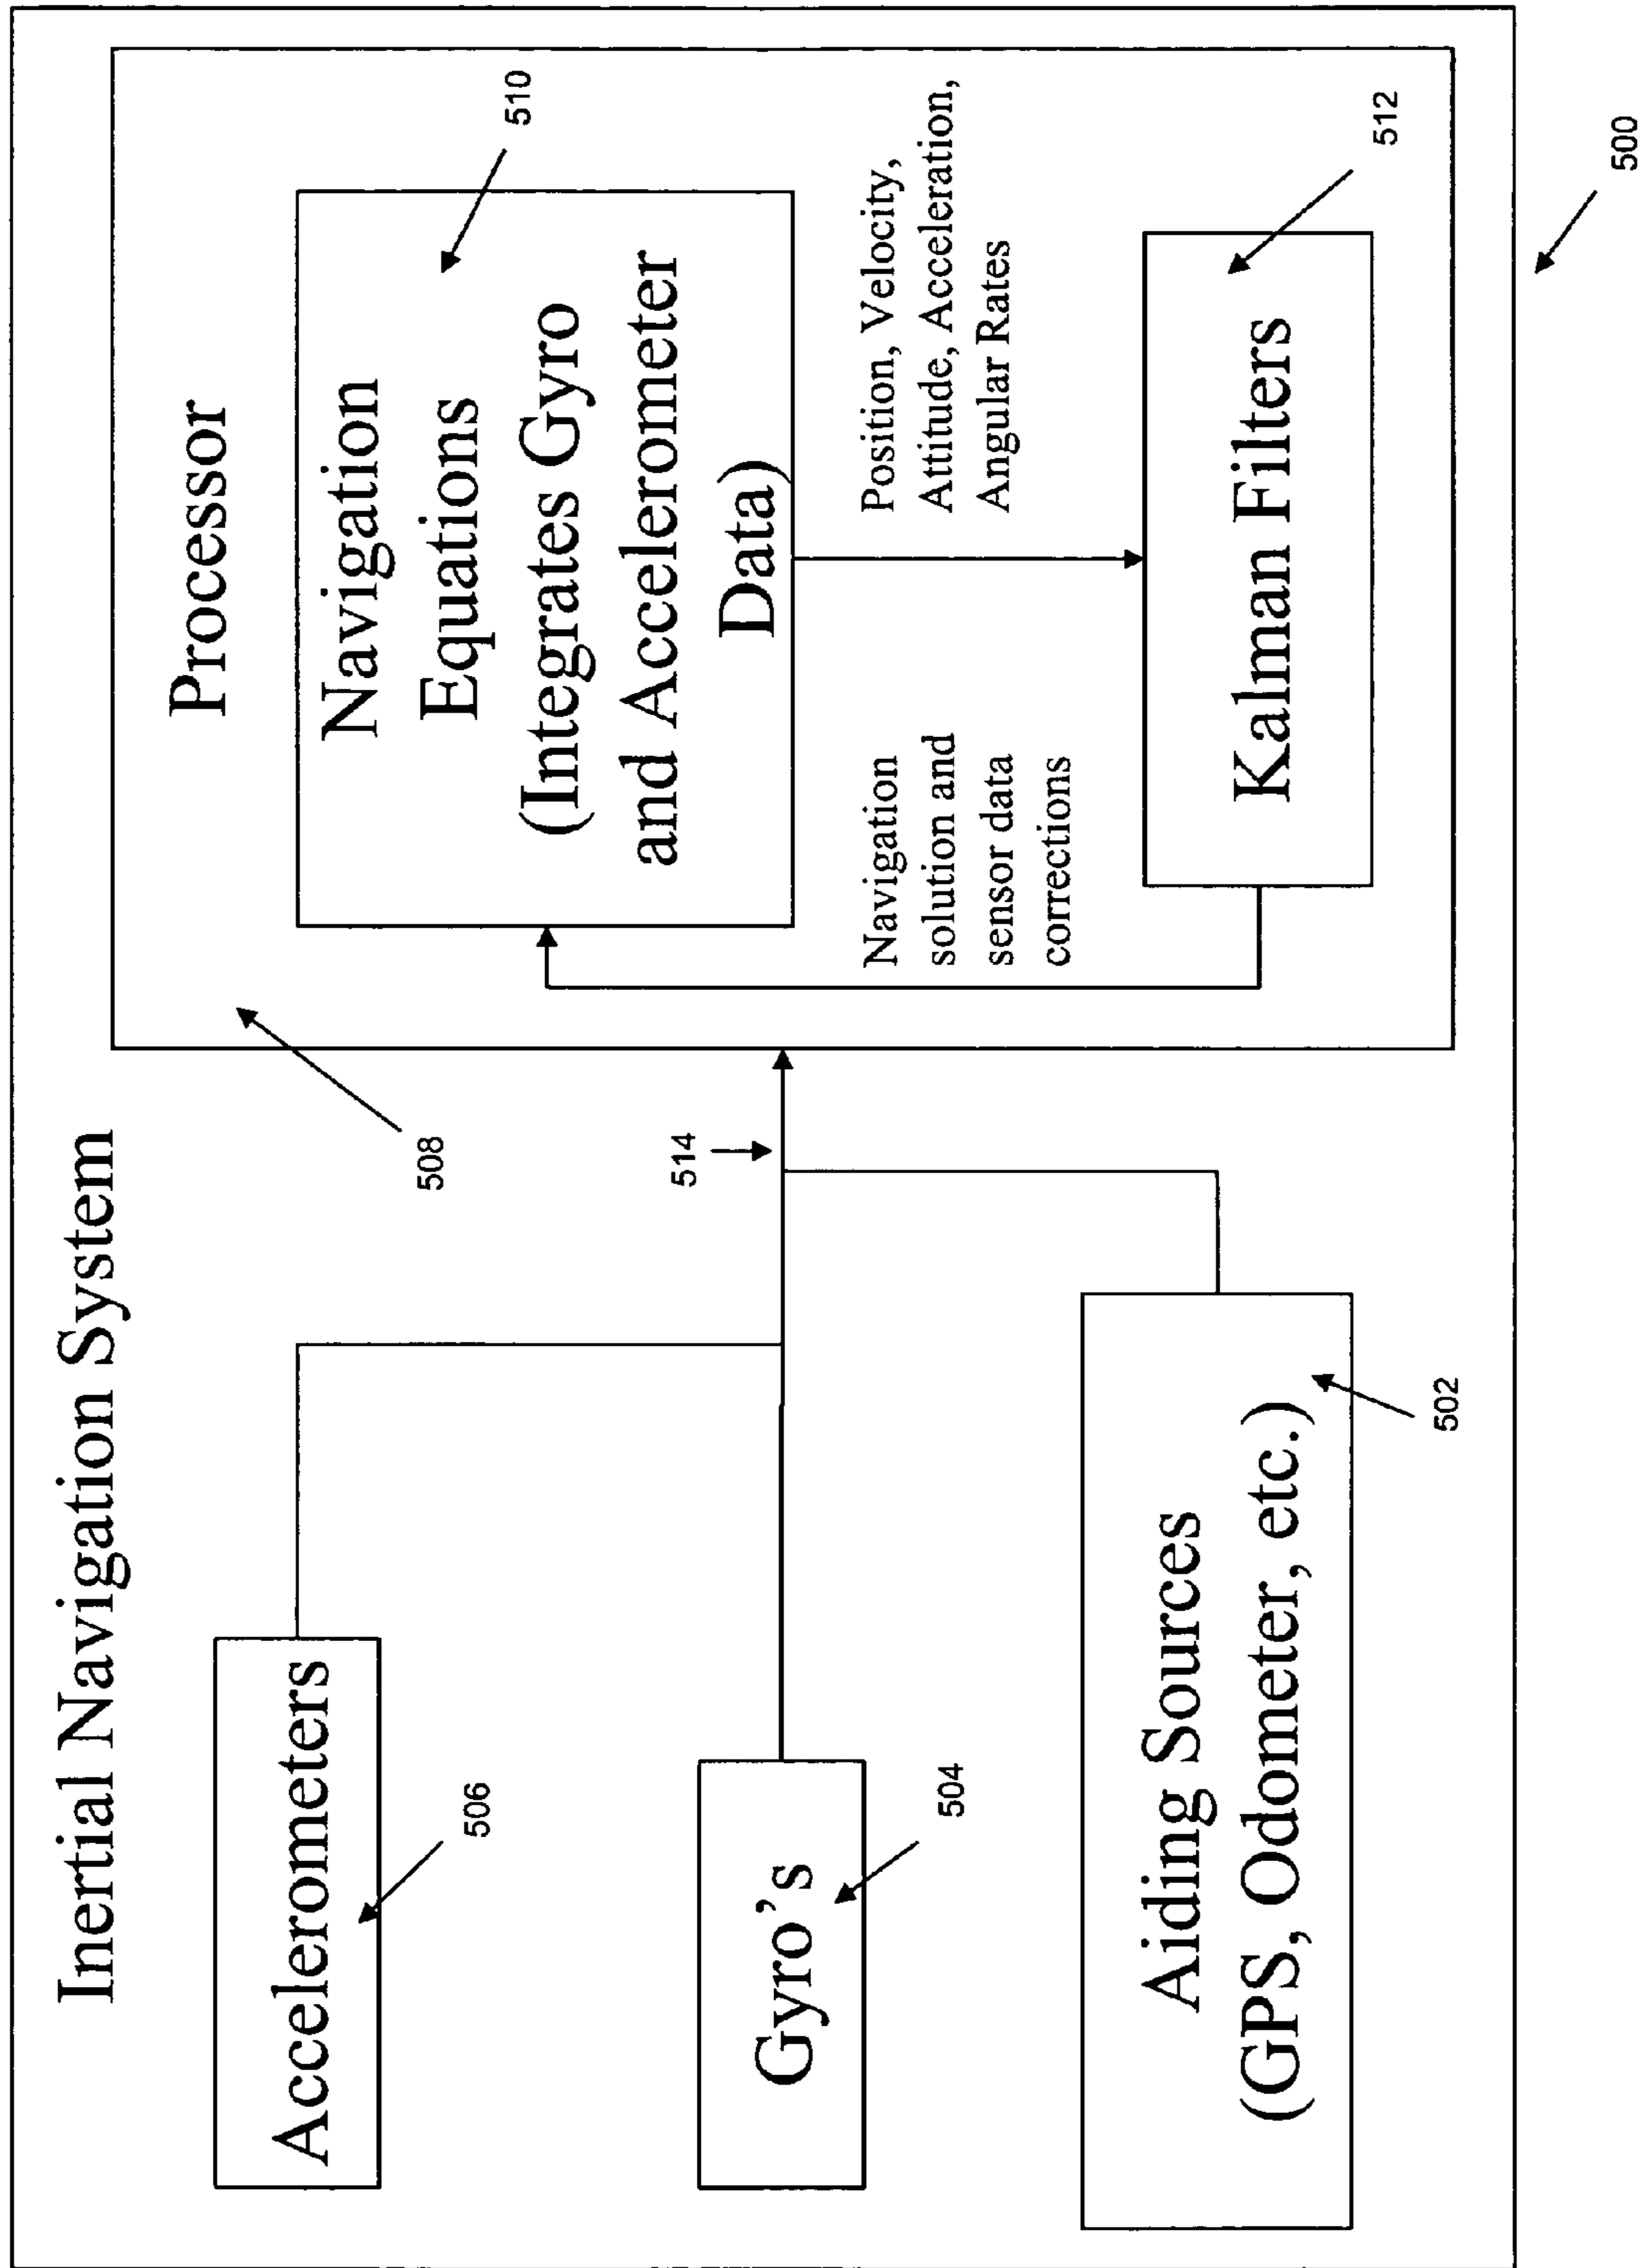 Inertial Navigation System
Accelerometers
506
Gyro's
504
Aiding Sources
(GPS, Odometer, etc.)
502
514
508
Processor
Navigation
Equations
(Integrates Gyro
and Accelerometer
Data)
510
Navigation
solution and
sensor data
corrections
Position, Velocity,
Attitude, Acceleration,
Angular Rates
Kalman Filters
512
500